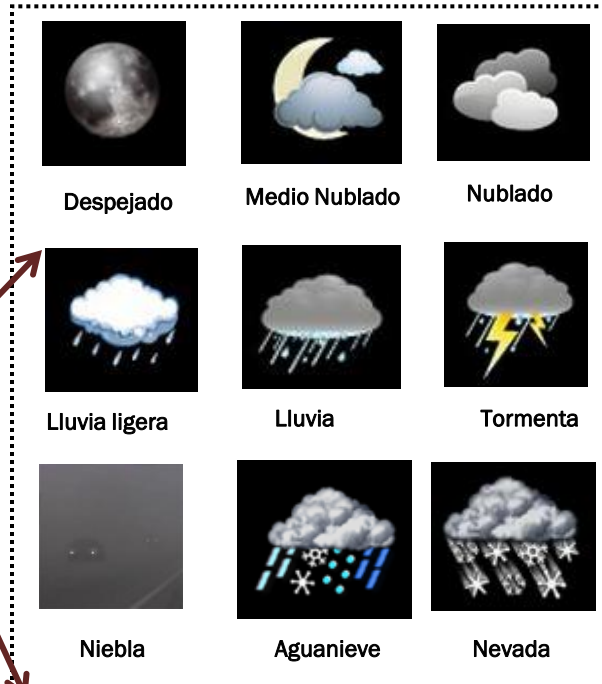 Despejado
Medio Nublado
Nublado
Lluvia ligera
Lluvia
Tormenta
Niebla
Aguanieve
Nevada